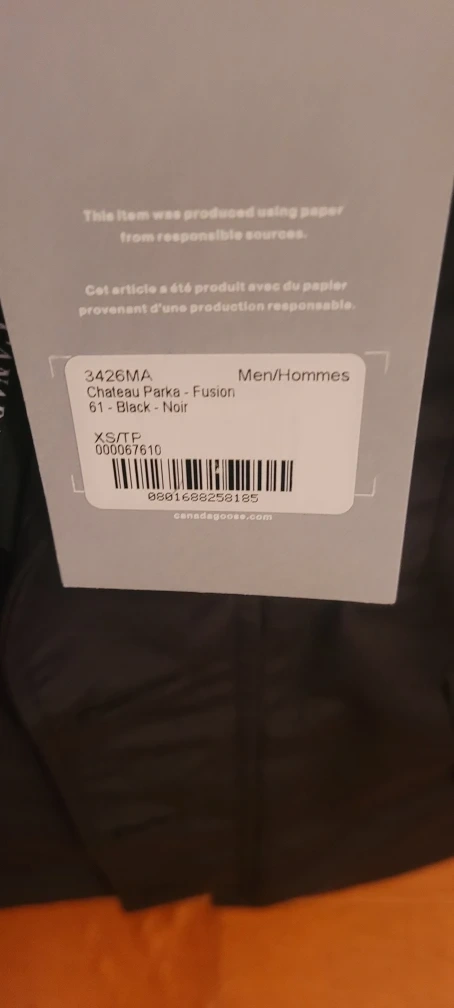 This item was produced using paper
from responsible sources.
Cet article a été produit avec du papier
provenant d'une production responsable.
3426MA Men/Hommes
Chateau Parka - Fusion
61 - Black - Noir
XS/TP
000067610
0801688258185
canadagoose.com